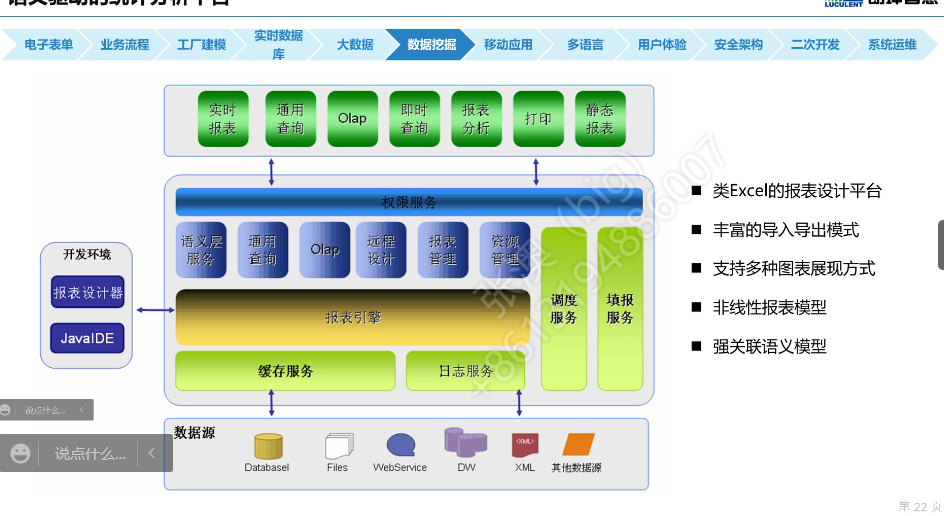 语义驱动的统计分析平台
LUCULENT 朗坤智慧
电子表单
业务流程
工厂建模
实时数据
库
大数据
数据挖掘
移动应用
多语言
用户体验
安全架构
二次开发
系统运维
实时
报表
通用
查询
Olap
即时
查询
报表
分析
打印
静态
报表
权限服务
语义层
服务
通用
查询
Olap
远程
设计
报表
管理
资源
管理
调度
服务
填报
服务
报表引擎
缓存服务
日志服务
开发环境
报表设计器
JavaIDE
数据源
Databasel
Files
WebService
DW
<XML>
XML
其他数据源
类Excel的报表设计平台
丰富的导入导出模式
支持多种图表展现方式
非线性报表模型
强关联语义模型
说点什么...
说点什么...
(big)
+8613194886007
第 22 页